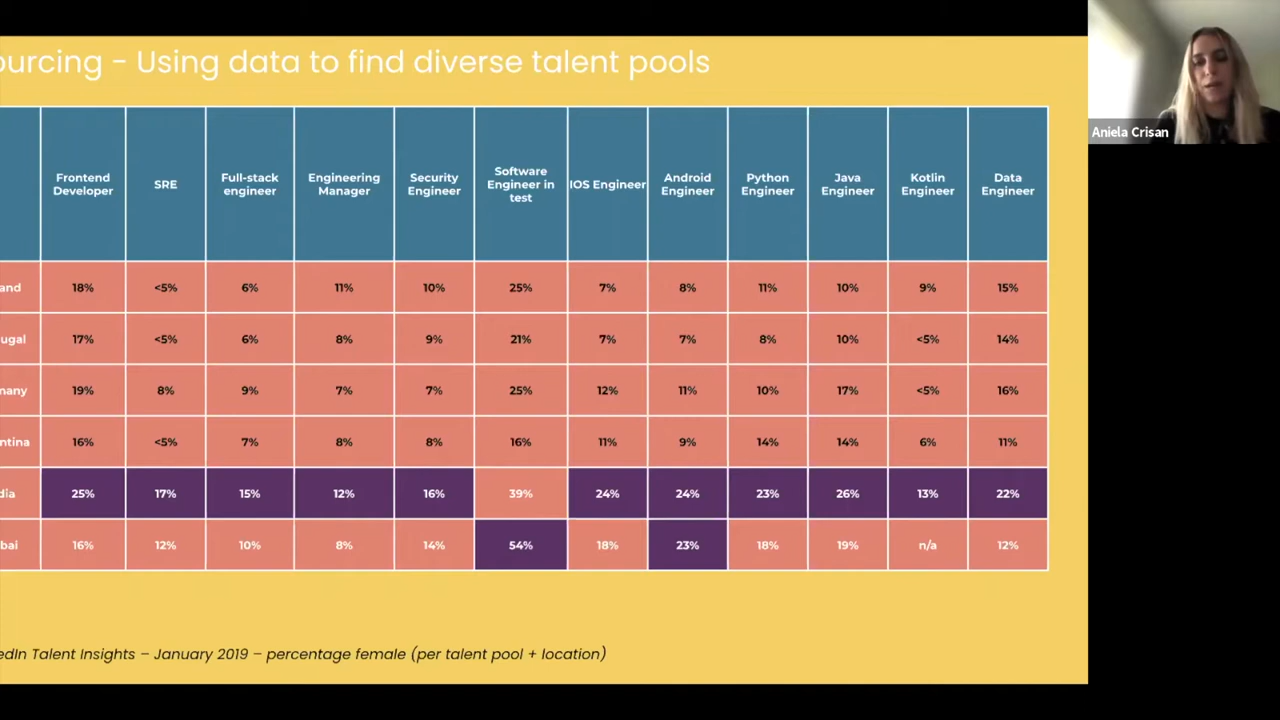 ourcing - Using data to find diverse talent pools
Aniela Crisan
Frontend Developer SRE Full-stack engineer Engineering Manager Security Engineer Software Engineer in test IOS Engineer Android Engineer Python Engineer Java Engineer Kotlin Engineer Data Engineer
and 18% <5% 6% 11% 10% 25% 7% 8% 11% 10% 9% 15%
ugal 17% <5% 6% 8% 9% 21% 7% 7% 8% 10% <5% 14%
many 19% 8% 9% 7% 7% 25% 12% 11% 10% 17% <5% 16%
ntina 16% <5% 7% 8% 8% 16% 11% 9% 14% 14% 6% 11%
dia 25% 17% 15% 12% 16% 39% 24% 24% 23% 26% 13% 22%
bai 16% 12% 10% 8% 14% 54% 18% 23% 18% 19% n/a 12%
edIn Talent Insights – January 2019 – percentage female (per talent pool + location)